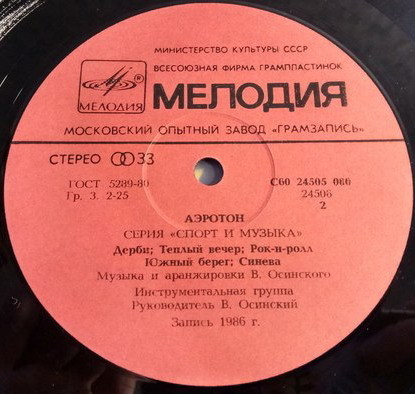 МИНИСТЕРСТВО КУЛЬТУРЫ СССР
ВСЕСОЮЗНАЯ ФИРМА ГРАМПЛАСТИНОК
® МЕЛОДИЯ
МЕЛОДИЯ
МОСКОВСКИЙ ОПЫТНЫЙ ЗАВОД «ГРАМЗАПИСЬ»
СТЕРЕО 33
ГОСТ 5289-80
Гр. 3. 2-25
С60 24505 006
24506
2
АЭРОТОН
СЕРИЯ «СПОРТ И МУЗЫКА»
Дерби; Теплый вечер; Рок-н-ролл
Южный берег; Синева
Музыка и аранжировки В. Осинского
Инструментальная группа
Руководитель В. Осинский
Запись 1986 г.